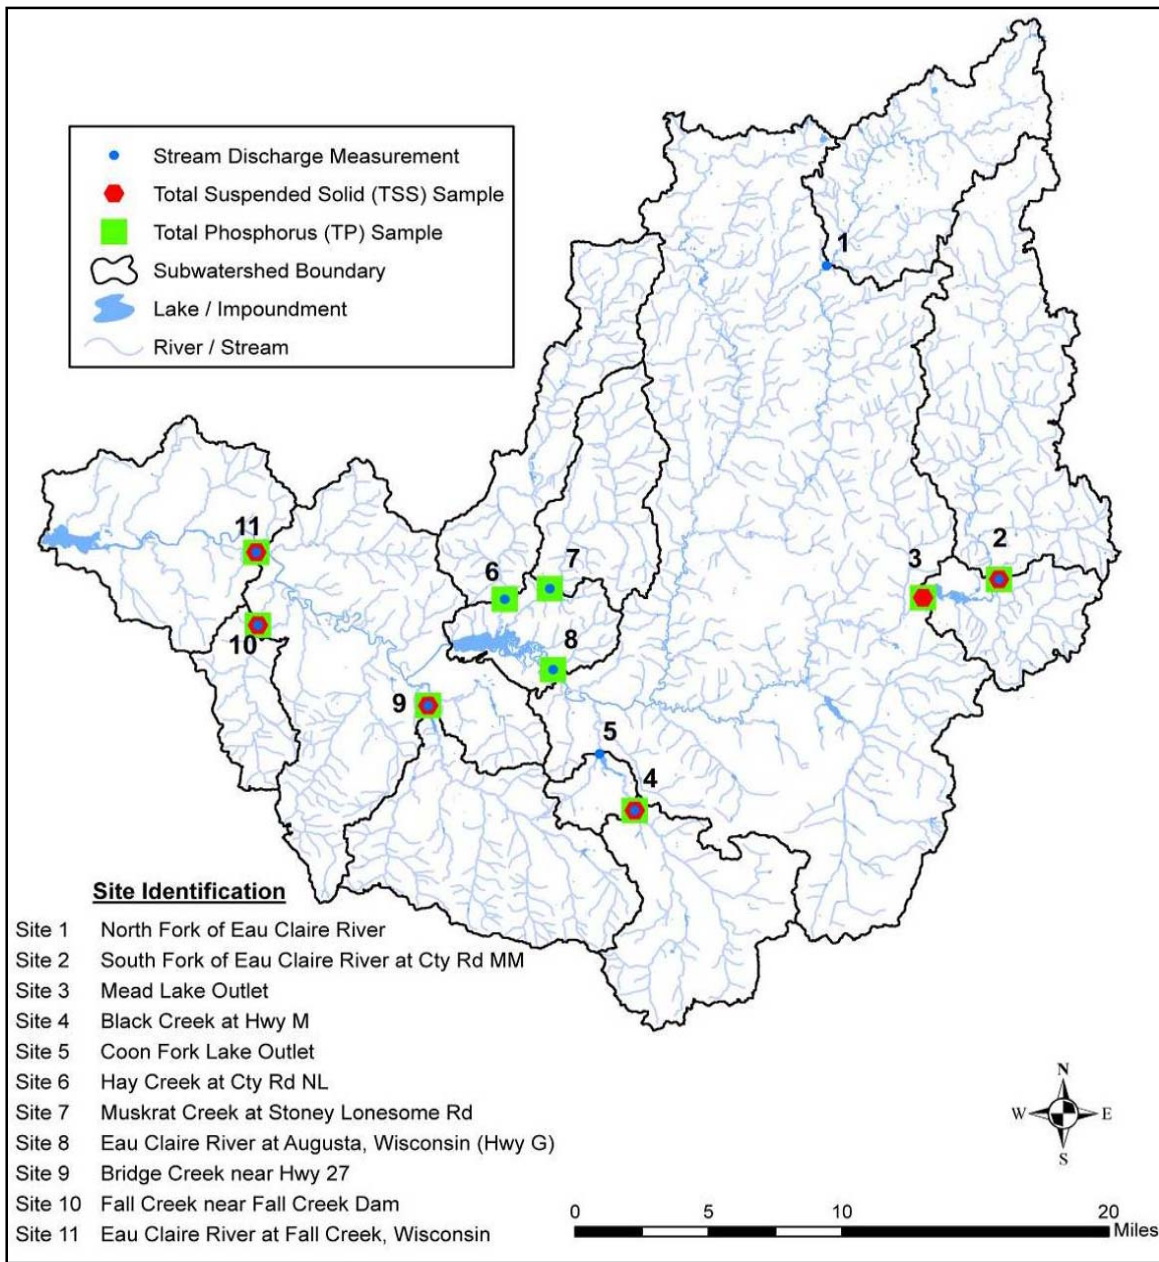 Stream Discharge Measurement
Total Suspended Solid (TSS) Sample
Total Phosphorus (TP) Sample
Subwatershed Boundary
Lake / Impoundment
River / Stream
1
2
3
11
7
6
8
10
9
5
4
Site Identification
Site 1 North Fork of Eau Claire River
Site 2 South Fork of Eau Claire River at Cty Rd MM
Site 3 Mead Lake Outlet
Site 4 Black Creek at Hwy M
Site 5 Coon Fork Lake Outlet
Site 6 Hay Creek at Cty Rd NL
Site 7 Muskrat Creek at Stoney Lonesome Rd
Site 8 Eau Claire River at Augusta, Wisconsin (Hwy G)
Site 9 Bridge Creek near Hwy 27
Site 10 Fall Creek near Fall Creek Dam
Site 11 Eau Claire River at Fall Creek, Wisconsin
N
W E
S
0 5 10 20
Miles